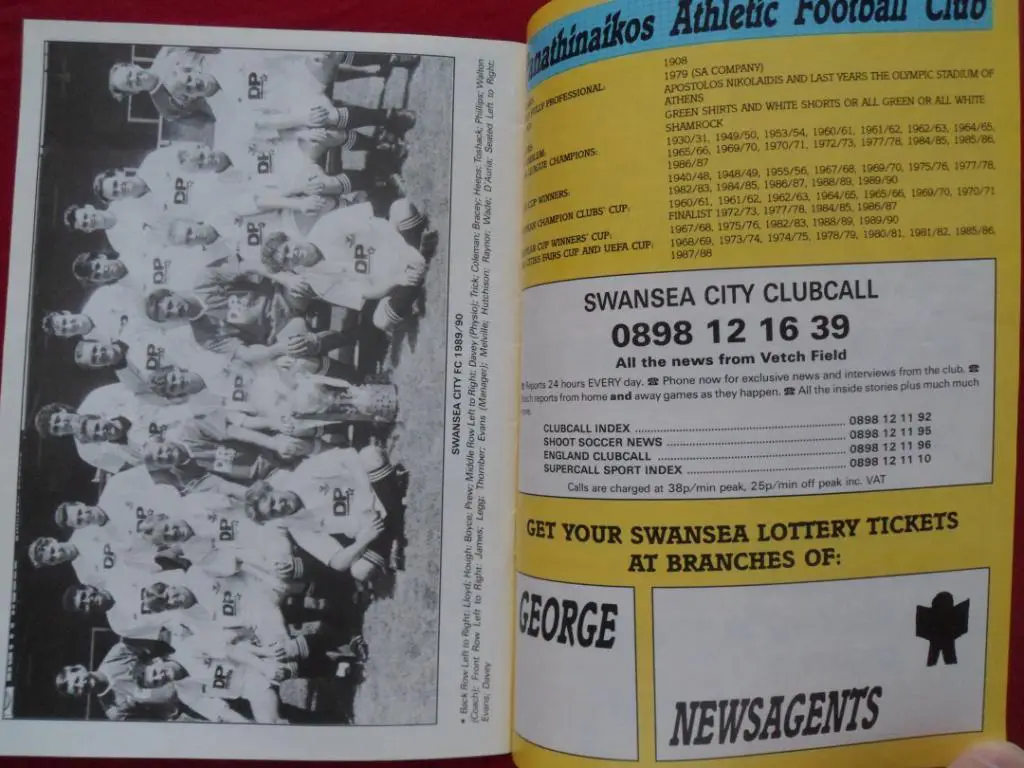 SWANSEA CITY FC 1989/90
* Back Row Left to Right: Lloyd; Hough; Boyce; Prew; Middle Row Left to Right: Davey (Physio); Trick; Coleman; Bracey; Heeps; Toshack; Phillips; Walton
(Coach); Front Row Left to Right: James; Legg; Thornber; Evans (Manager); Melville; Hutchison; Raynor; Wade; D'Auria; Seated Left to Right:
Evans; Davey
DP
anathinaikos Athletic Football Club
1908
1979 (SA COMPANY)
FULLY PROFESSIONAL:
APOSTOLOS NIKOLAIDIS AND LAST YEARS THE OLYMPIC STADIUM OF
ATHENS
GREEN SHIRTS AND WHITE SHORTS OR ALL GREEN OR ALL WHITE
SHAMROCK
LEAGUE CHAMPIONS:
1930/31, 1949/50, 1953/54, 1960/61, 1961/62, 1962/63, 1964/65,
1965/66, 1969/70, 1970/71, 1972/73, 1977/78, 1984/85, 1985/86,
1986/87
CUP WINNERS:
1940/48, 1948/49, 1955/56, 1967/68, 1969/70, 1975/76, 1977/78,
1982/83, 1984/85, 1986/87, 1988/89, 1989/90
CHAMPION CLUBS' CUP:
1960/61, 1961/62, 1962/63, 1964/65, 1965/66, 1969/70, 1970/71
FINALIST 1972/73, 1977/78, 1984/85, 1986/87
CUP WINNERS' CUP:
1967/68, 1975/76, 1982/83, 1988/89, 1989/90
CITIES FAIRS CUP AND UEFA CUP:
1968/69, 1973/74, 1974/75, 1978/79, 1980/81, 1981/82, 1985/86,
1987/88
SWANSEA CITY CLUBCALL
0898 12 16 39
All the news from Vetch Field
Reports 24 hours EVERY day. ☎ Phone now for exclusive news and interviews from the club. ☎
reports from home and away games as they happen. ☎ All the inside stories plus much much
CLUBCALL INDEX ........ 0898 12 11 92
SHOOT SOCCER NEWS ........ 0898 12 11 95
ENGLAND CLUBCALL ........ 0898 12 11 96
SUPERCALL SPORT INDEX ........ 0898 12 11 10
Calls are charged at 38p/min peak, 25p/min off peak inc. VAT
GET YOUR SWANSEA LOTTERY TICKETS
AT BRANCHES OF:
GEORGE
NEWSAGENTS